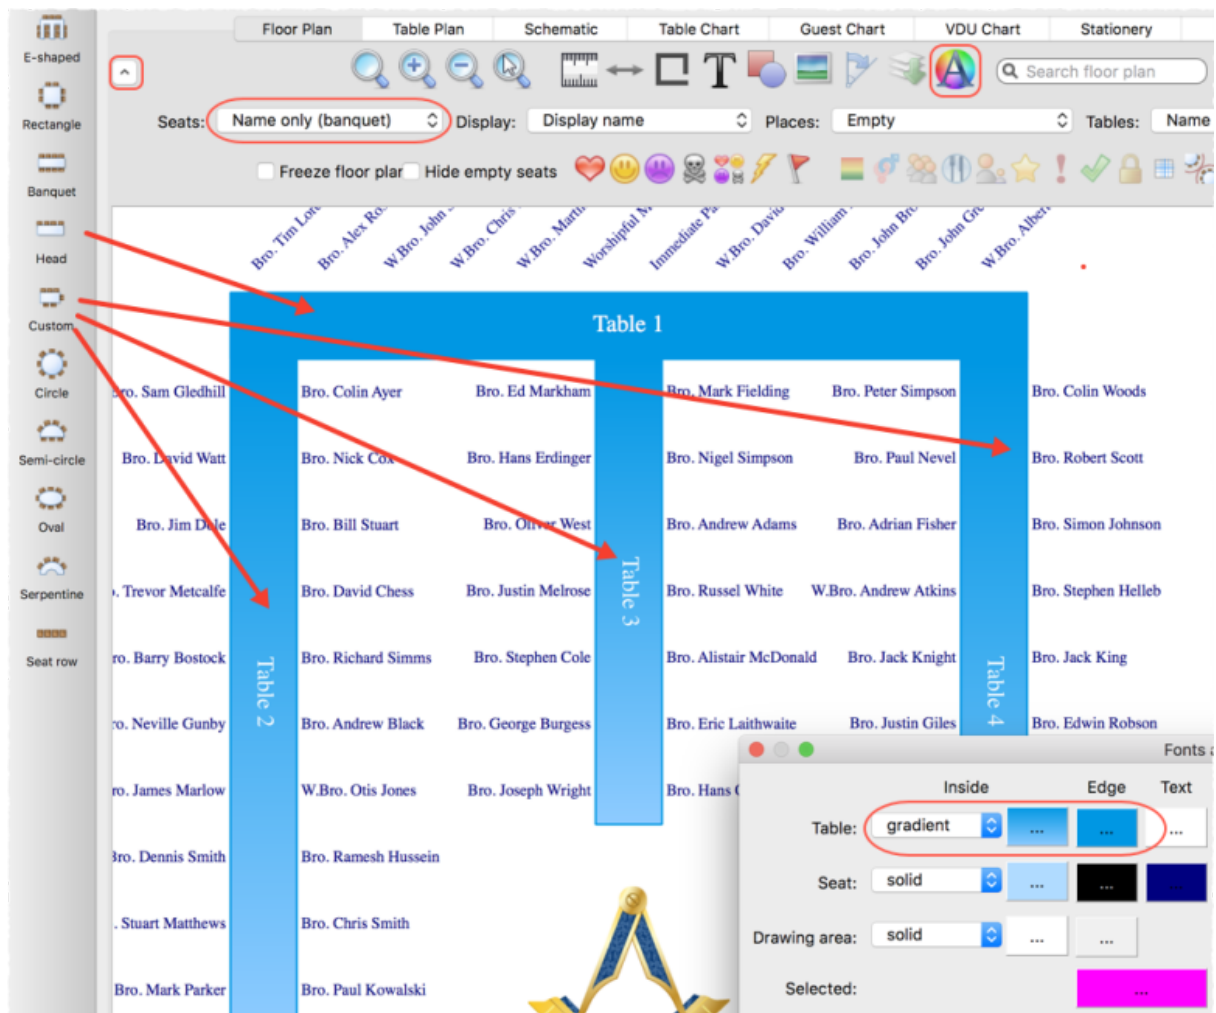 Floor Plan Table Plan Schematic Table Chart Guest Chart VDU Chart Stationery
E-shaped
T A Search floor plan
Rectangle
Seats: Name only (banquet) Display: Display name Places: Empty Tables: Name
Freeze floor plan Hide empty seats
Banquet
Head
Custom
Circle
Semi-circle
Oval
Serpentine
Seat row
Bro. Tim Bro. Alex W.Bro. John W.Bro. Chris W.Bro. Worshipful Immediate W.Bro. David Bro. William Bro. John Bro. John W.Bro.
Table 1
Bro. Sam Gledhill Bro. Colin Ayer Bro. Ed Markham Bro. Mark Fielding Bro. Peter Simpson Bro. Colin Woods
Bro. David Watt Bro. Nick Cox Bro. Hans Erdinger Bro. Nigel Simpson Bro. Paul Nevel Bro. Robert Scott
Bro. Jim Dale Bro. Bill Stuart Bro. Oliver West Bro. Andrew Adams Bro. Adrian Fisher Bro. Simon Johnson
Trevor Metcalfe Bro. David Chess Bro. Justin Melrose Bro. Russel White W.Bro. Andrew Atkins Bro. Stephen Helleb
Table 3
ro. Barry Bostock Bro. Richard Simms Bro. Stephen Cole Bro. Alistair McDonald Bro. Jack Knight Bro. Jack King
Table 2
Table 4
ro. Neville Gunby Bro. Andrew Black Bro. George Burgess Bro. Eric Laithwaite Bro. Justin Giles Bro. Edwin Robson
ro. James Marlow W.Bro. Otis Jones Bro. Joseph Wright Bro. Hans
Bro. Dennis Smith Bro. Ramesh Hussein
. Stuart Matthews Bro. Chris Smith
Bro. Mark Parker Bro. Paul Kowalski
Fonts
Inside Edge Text
Table: gradient ... ... ...
Seat: solid ... ... ...
Drawing area: solid ... ...
Selected: ...